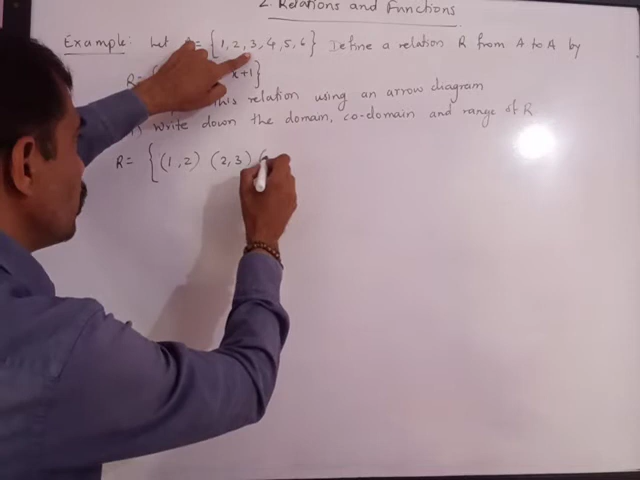 2. Relations and Functions
Example: Let = {1, 2, 3, 4, 5, 6} Define a relation R from A to A by
R= x+1}
this relation using an arrow diagram
Write down the domain, co-domain and range of R
R= {(1,2) (2,3) (